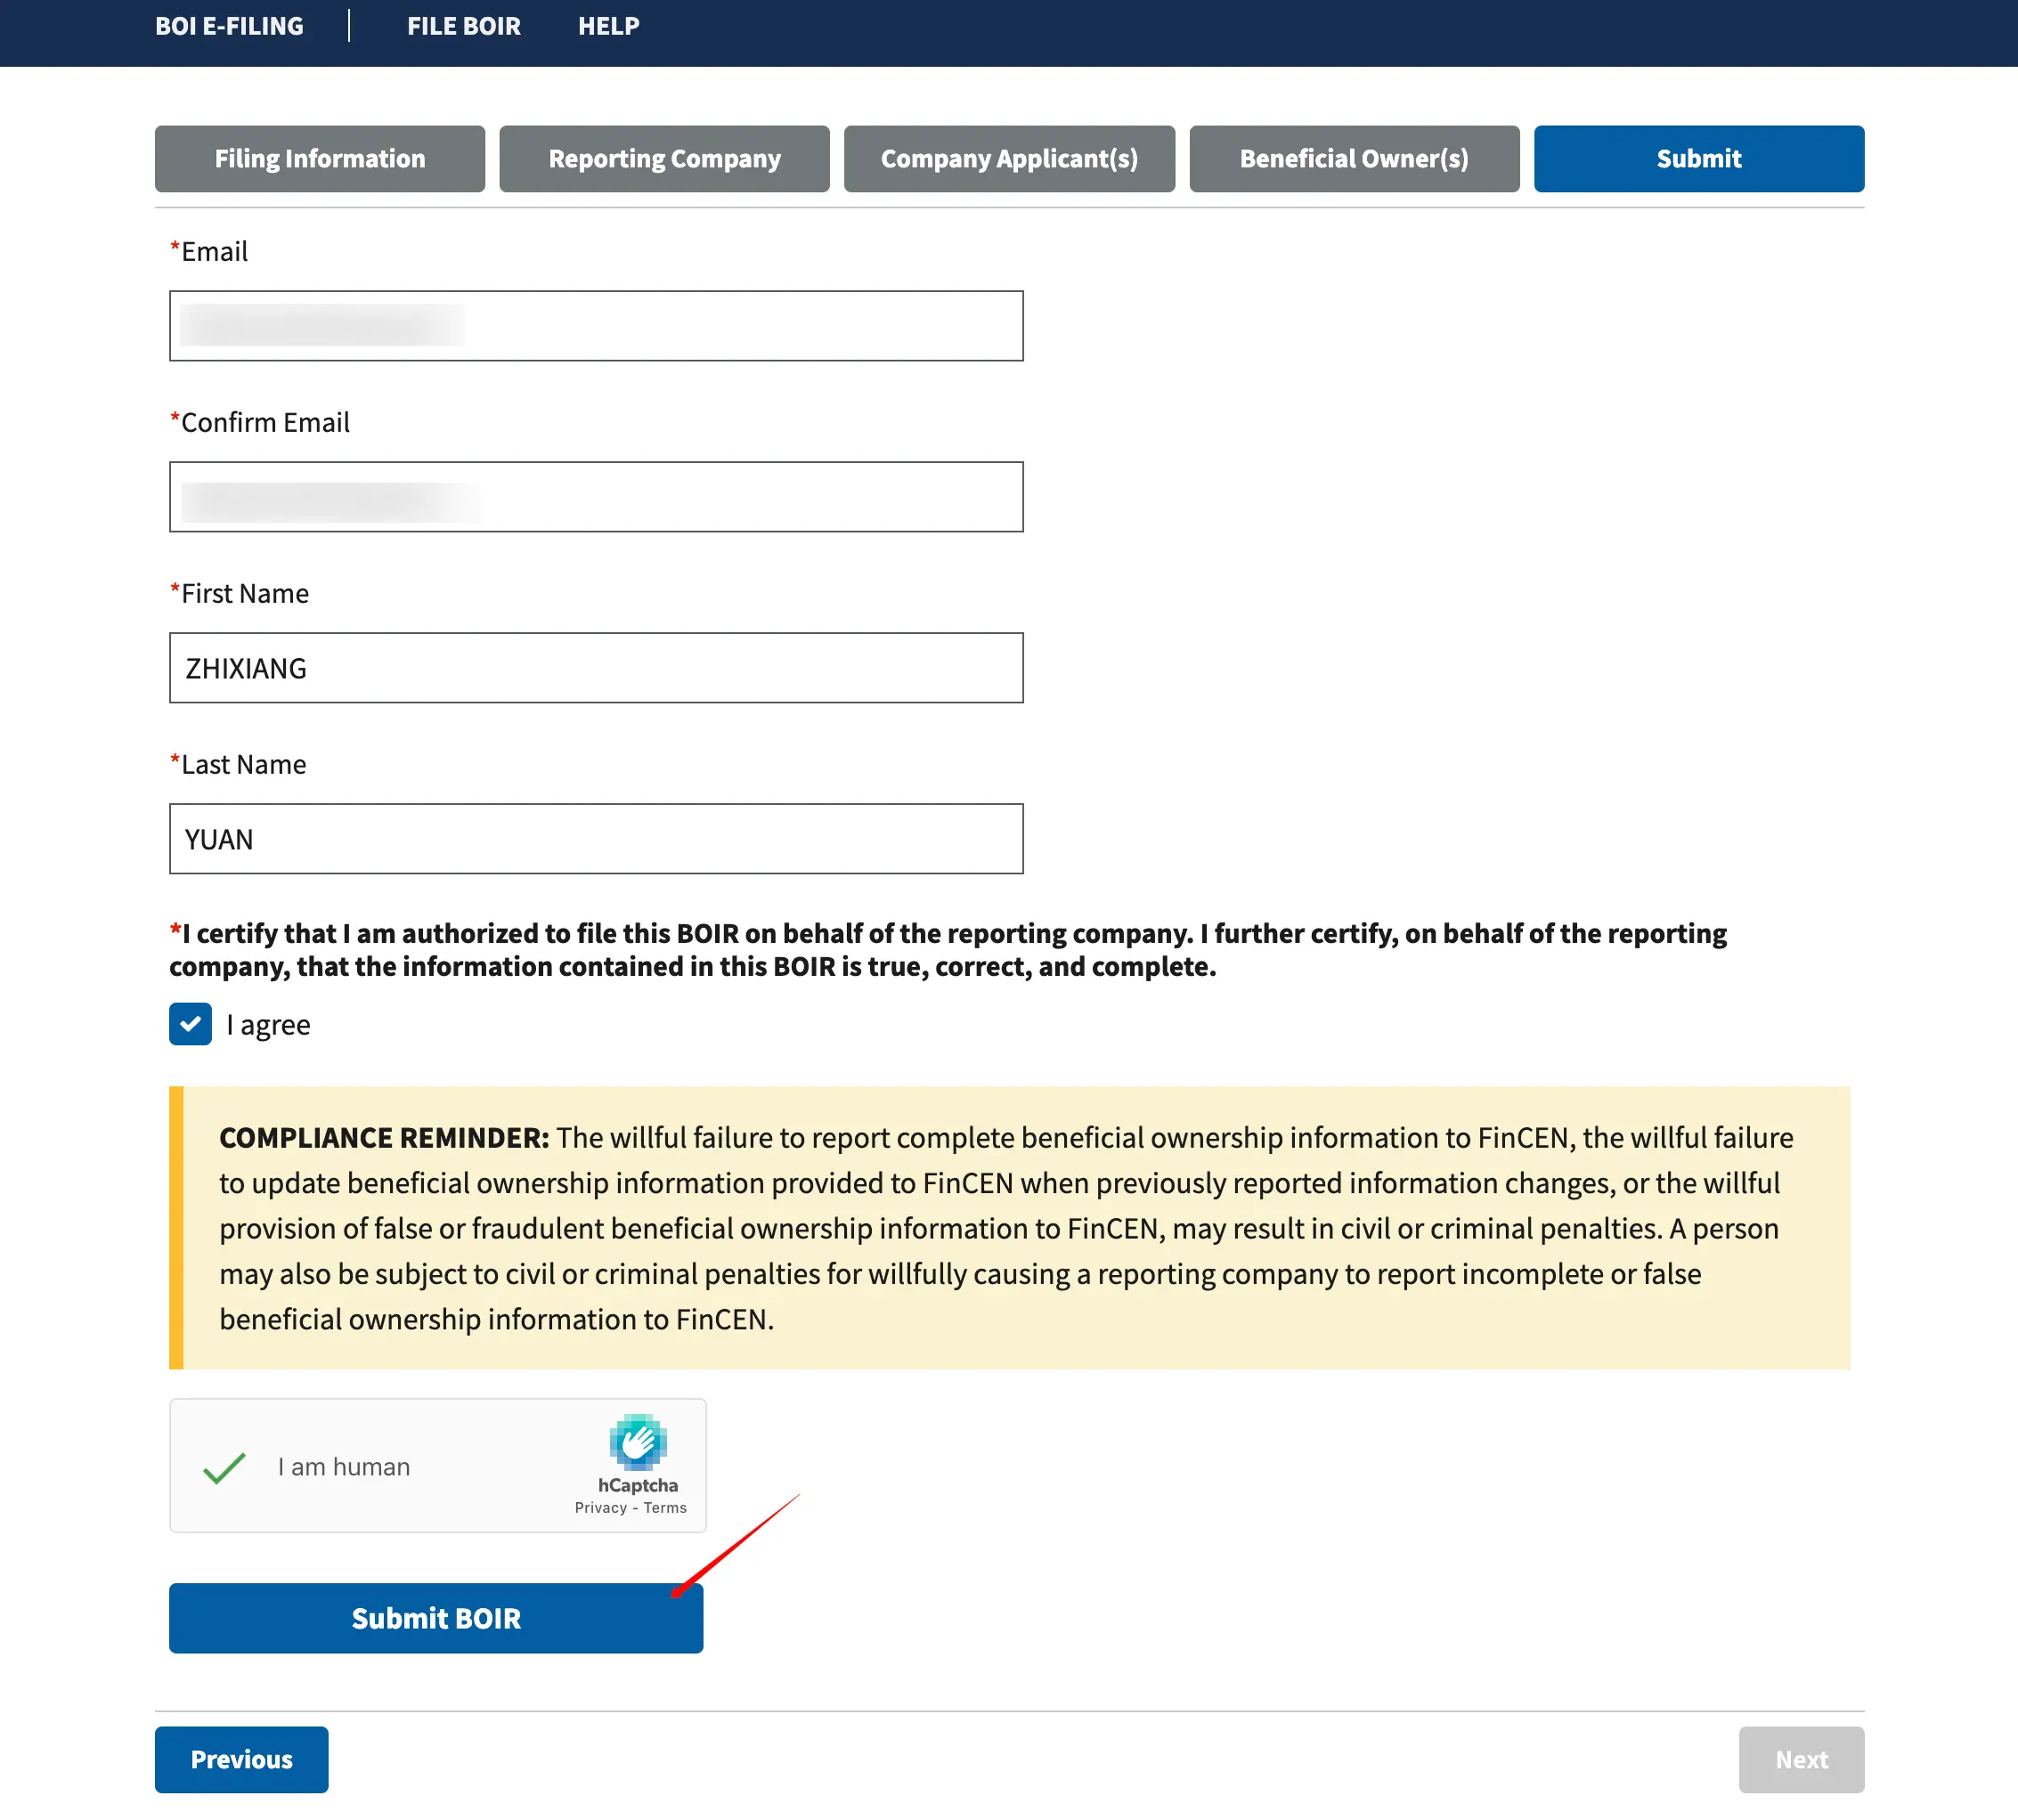 BOI E-FILING
FILE BOIR
HELP
Filing Information
Reporting Company
Company Applicant(s)
Beneficial Owner(s)
Submit
*Email
*Confirm Email
*First Name
ZHIXIANG
*Last Name
YUAN
*I certify that I am authorized to file this BOIR on behalf of the reporting company. I further certify, on behalf of the reporting
company, that the information contained in this BOIR is true, correct, and complete.
I agree
COMPLIANCE REMINDER: The willful failure to report complete beneficial ownership information to FinCEN, the willful failure
to update beneficial ownership information provided to FinCEN when previously reported information changes, or the willful
provision of false or fraudulent beneficial ownership information to FinCEN, may result in civil or criminal penalties. A person
may also be subject to civil or criminal penalties for willfully causing a reporting company to report incomplete or false
beneficial ownership information to FinCEN.
I am human
hCaptcha
Privacy - Terms
Submit BOIR
Previous
Next